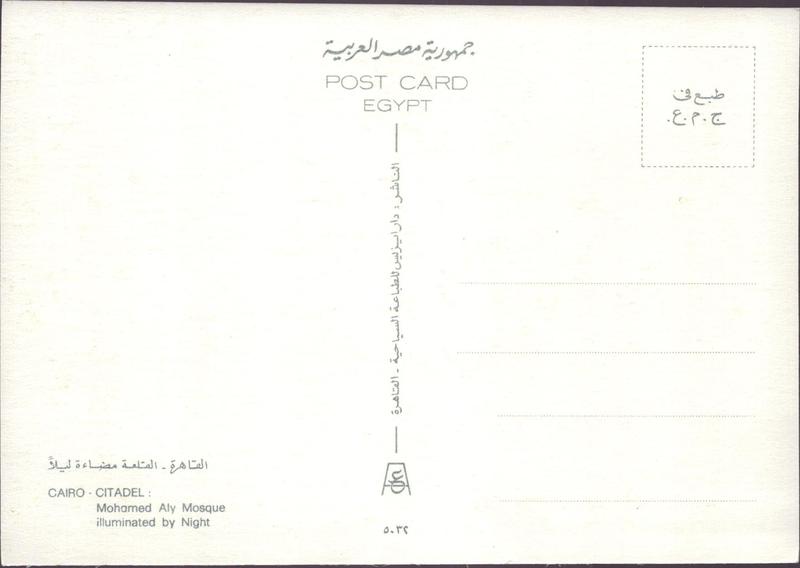 جمهورية مصر العربية
POST CARD
EGYPT
طبع في
ج.م.ع.
الناشر : دار ايزيس للطباعة السياحية - القاهرة
القاهرة - القلعة مضاءة ليلاً
CAIRO - CITADEL :
Mohamed Aly Mosque
illuminated by Night
٥٠٣٢